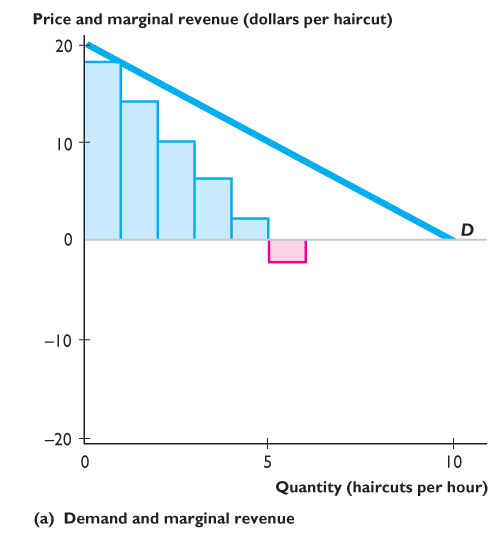 Price and marginal revenue (dollars per haircut)
20
10
0
D
–10
–20
0 5 10
Quantity (haircuts per hour)
(a) Demand and marginal revenue